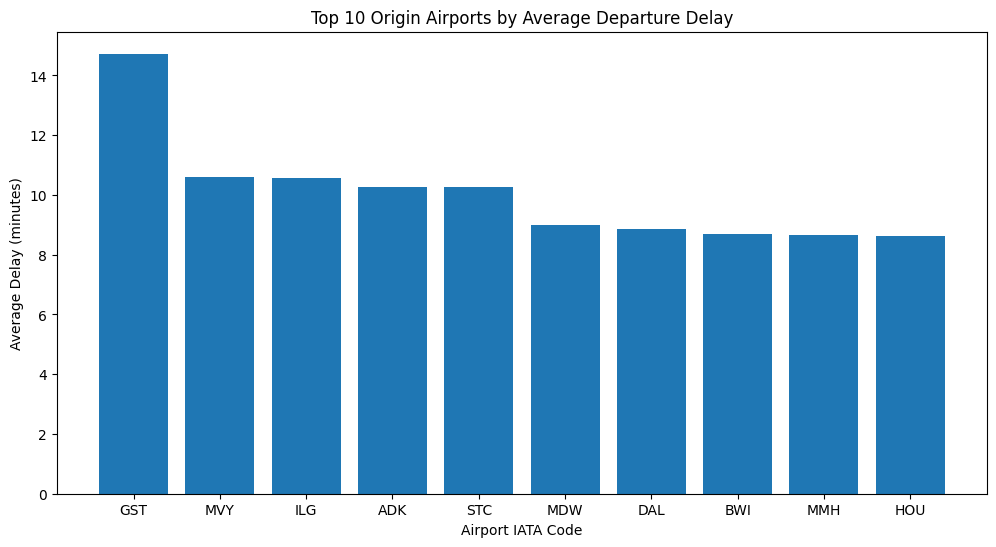 Top 10 Origin Airports by Average Departure Delay
Average Delay (minutes)
14
12
10
8
6
4
2
0
GST MVY ILG ADK STC MDW DAL BWI MMH HOU
Airport IATA Code